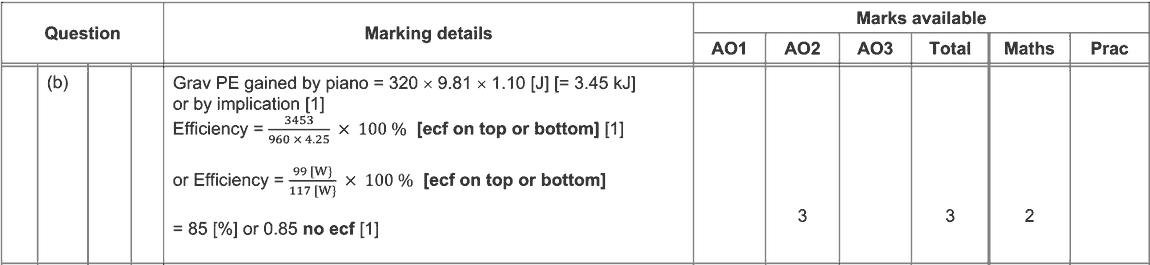 Question
Marking details
Marks available
AO1 AO2 AO3 Total Maths Prac
(b)
Grav PE gained by piano = 320 × 9.81 × 1.10 [J] [= 3.45 kJ]
or by implication [1]
Efficiency = 3453 / 960 × 4.25 × 100 % [ecf on top or bottom] [1]
or Efficiency = 99 [W} / 117 [W} × 100 % [ecf on top or bottom]
= 85 [%] or 0.85 no ecf [1]
3 3 2